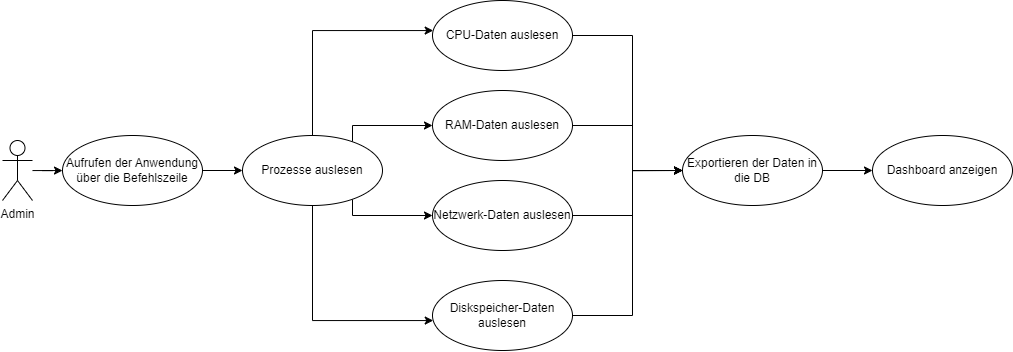 Admin
Aufrufen der Anwendung
über die Befehlszeile
Prozesse auslesen
CPU-Daten auslesen
RAM-Daten auslesen
Netzwerk-Daten auslesen
Diskspeicher-Daten
auslesen
Exportieren der Daten in
die DB
Dashboard anzeigen